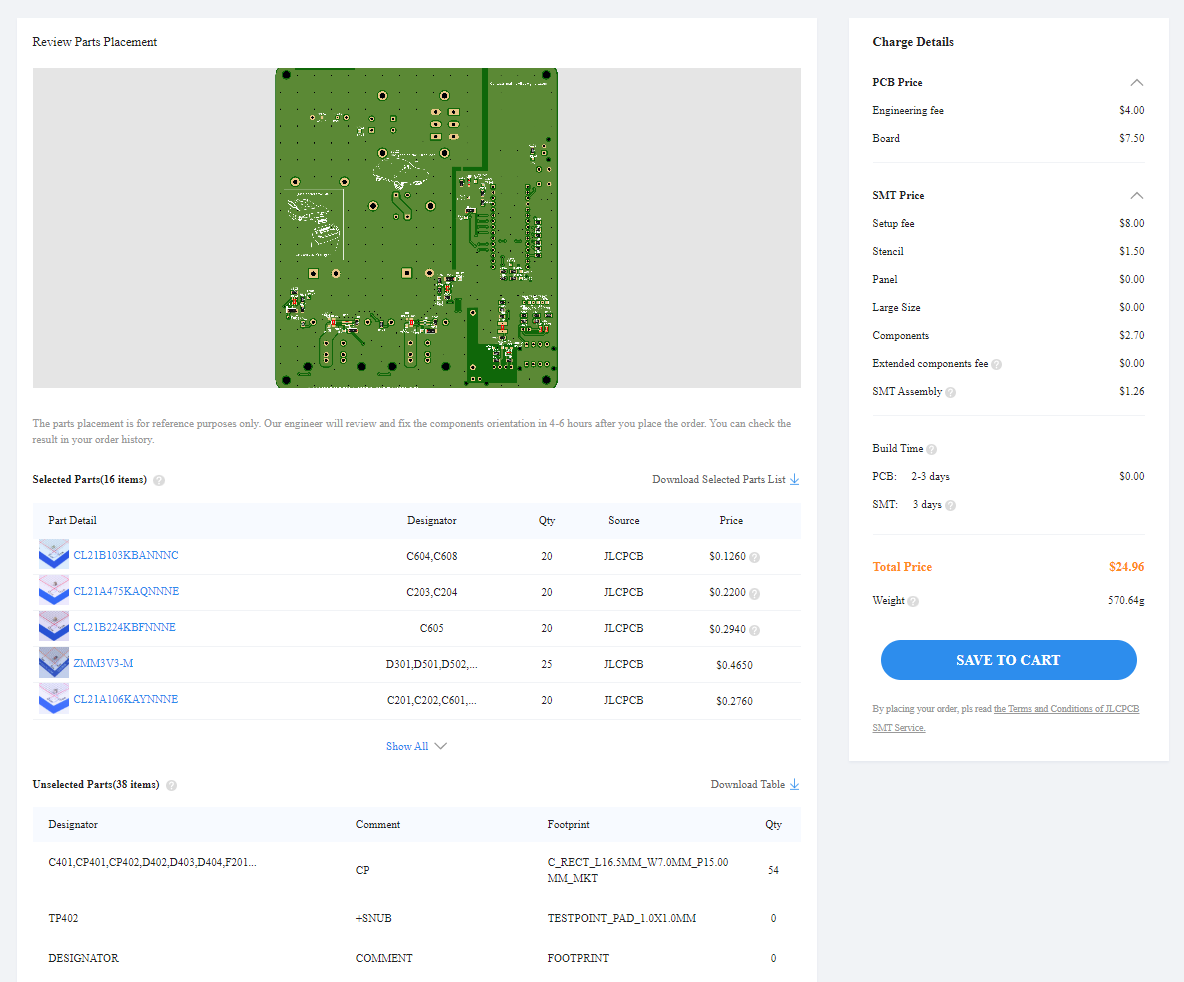 Review Parts Placement
The parts placement is for reference purposes only. Our engineer will review and fix the components orientation in 4-6 hours after you place the order. You can check the
result in your order history.
Selected Parts(16 items) ?
Download Selected Parts List
Part Detail Designator Qty Source Price
CL21B103KBANNNC C604,C608 20 JLCPCB $0.1260 ?
CL21A475KAQNNNE C203,C204 20 JLCPCB $0.2200 ?
CL21B224KBFNNNE C605 20 JLCPCB $0.2940 ?
ZMM3V3-M D301,D501,D502,... 25 JLCPCB $0.4650
CL21A106KAYNNNE C201,C202,C601,... 20 JLCPCB $0.2760
Show All
Unselected Parts(38 items) ?
Download Table
Designator Comment Footprint Qty
C401,CP401,CP402,D402,D403,D404,F201... CP C_RECT_L16.5MM_W7.0MM_P15.00
MM_MKT 54
TP402 +SNUB TESTPOINT_PAD_1.0X1.0MM 0
DESIGNATOR COMMENT FOOTPRINT 0
Charge Details
PCB Price
Engineering fee $4.00
Board $7.50
SMT Price
Setup fee $8.00
Stencil $1.50
Panel $0.00
Large Size $0.00
Components $2.70
Extended components fee ? $0.00
SMT Assembly ? $1.26
Build Time ?
PCB: 2-3 days $0.00
SMT: 3 days ?
Total Price $24.96
Weight ? 570.64g
SAVE TO CART
By placing your order, pls read the Terms and Conditions of JLCPCB
SMT Service.